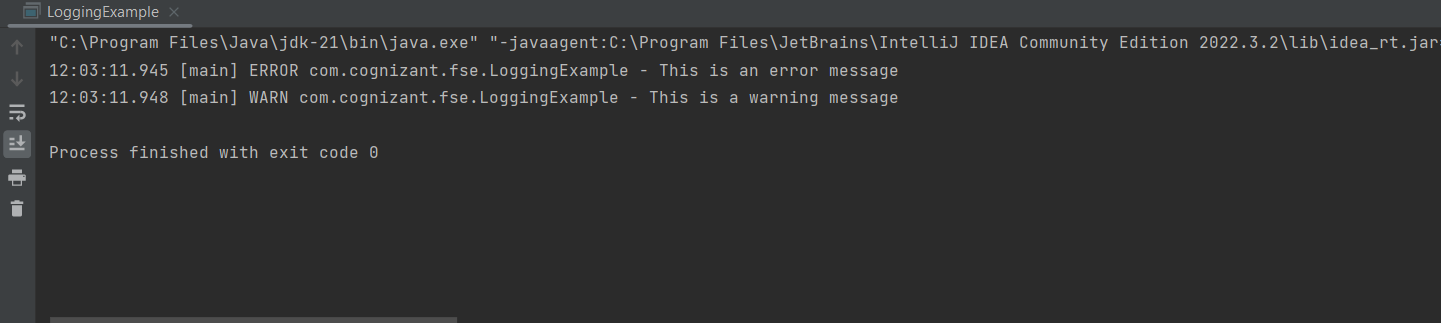 LoggingExample
"C:\Program Files\Java\jdk-21\bin\java.exe" "-javaagent:C:\Program Files\JetBrains\IntelliJ IDEA Community Edition 2022.3.2\lib\idea_rt.jar=
12:03:11.945 [main] ERROR com.cognizant.fse.LoggingExample - This is an error message
12:03:11.948 [main] WARN com.cognizant.fse.LoggingExample - This is a warning message
Process finished with exit code 0